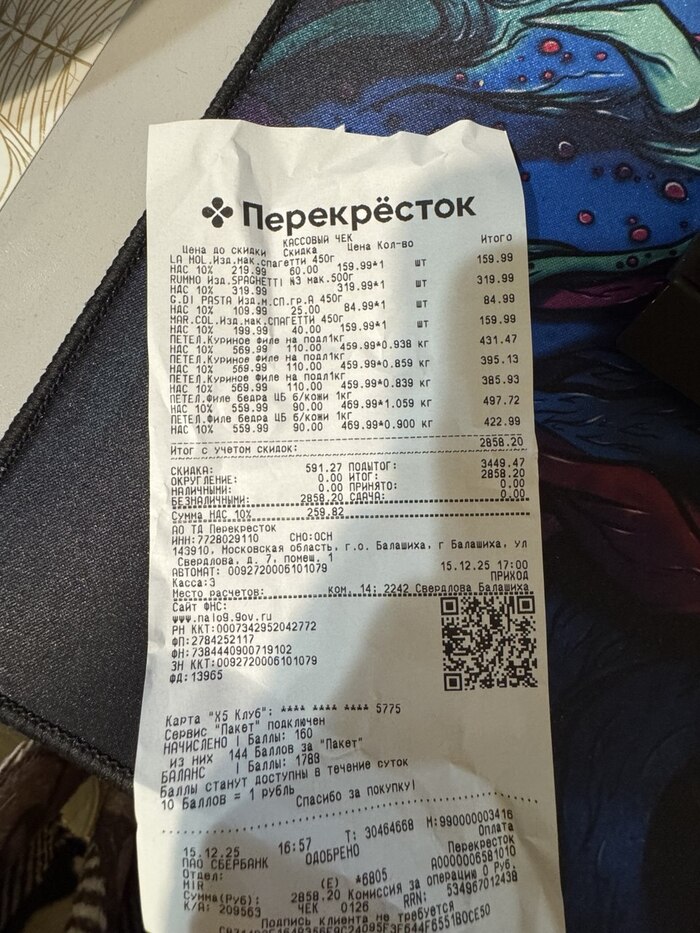 Перекрёсток
КАССОВЫЙ ЧЕК
Цена до скидки Скидка Цена Кол-во Итого
LA MOL.Изд.мак.спагетти 450г
НДС 10% 219.99 60.00 159.99*1 шт 159.99
RUMMO Изд.SPAGHETTI №3 мак.500г
НДС 10% 319.99 319.99*1 шт 319.99
G.DI PASTA Изд.м.сп.гр.А 450г
НДС 10% 109.99 25.00 84.99*1 шт 84.99
MAR.COL.Изд.мак.СПАГЕТТИ 450г
НДС 10% 199.99 40.00 159.99*1 шт 159.99
ПЕТЕЛ.Куриное филе на подл1кг
НДС 10% 569.99 110.00 459.99*0.938 кг 431.47
ПЕТЕЛ.Куриное филе на подл1кг
НДС 10% 569.99 110.00 459.99*0.859 кг 395.13
ПЕТЕЛ.Куриное филе на подл1кг
НДС 10% 569.99 110.00 459.99*0.839 кг 385.93
ПЕТЕЛ.Филе бедра ЦБ б/кожи 1кг
НДС 10% 559.99 90.00 469.99*1.059 кг 497.72
ПЕТЕЛ.Филе бедра ЦБ б/кожи 1кг
НДС 10% 559.99 90.00 469.99*0.900 кг 422.99
Итог с учетом скидок: 2858.20
СКИДКА: 591.27 ПОДЫТОГ: 3449.47
ОКРУГЛЕНИЕ: 0.00 ИТОГ: 2858.20
НАЛИЧНЫМИ: 0.00 ПРИНЯТО: 0.00
БЕЗНАЛИЧНЫМИ: 2858.20 СДАЧА: 0.00
Сумма НДС 10% 259.82
АО ТД Перекресток
ИНН:7728029110 СНО:ОСН
143910, Московская область, г.о. Балашиха, г Балашиха, ул
Свердлова, д. 7, помещ. 1
АВТОМАТ: 0092720006101079 15.12.25 17:00
Касса:3 ПРИХОД
Место расчетов: ком. 14; 2242 Свердлова Балашиха
Сайт ФНС:
www.nalog.gov.ru
РН ККТ:0007342952042772
ФП:2784252117
ФН:7384440900719102
ЗН ККТ:0092720006101079
ФД:13965
Карта "X5 Клуб": **** **** **** 5775
Сервис "Пакет" подключен
НАЧИСЛЕНО | Баллы: 160
из них 144 Баллов за "Пакет"
БАЛАНС | Баллы: 1783
Баллы станут доступны в течение суток
10 Баллов = 1 рубль
Спасибо за покупку!
15.12.25 16:57 T: 30464668 M:990000003416
ПАО СБЕРБАНК ОДОБРЕНО Оплата
Отдел: Перекресток
MIR (E) *6805 A0000006581010
Сумма(Руб): 2858.20 Комиссия за операцию 0 Руб.
К/А: 209563 ЧЕК 0126 RRN: 534967012438
Подпись клиента не требуется